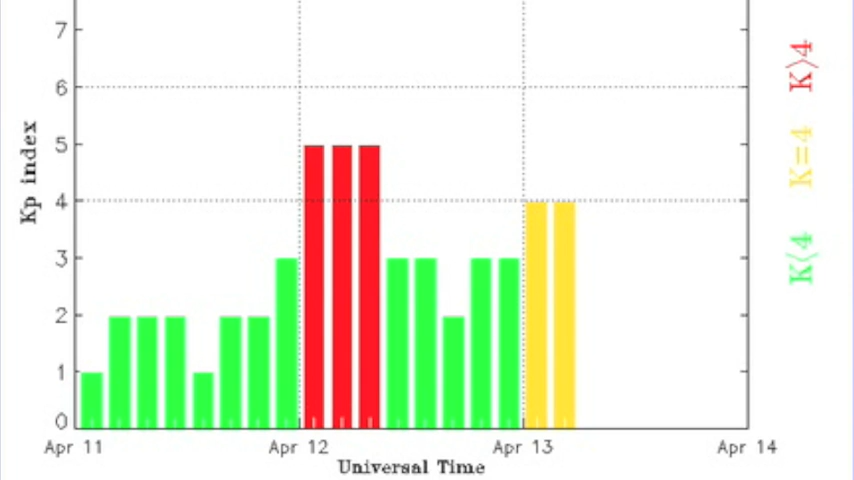 7
6
5
4
3
2
1
0
Kp index
Apr 11
Apr 12
Apr 13
Apr 14
Universal Time
K>4
K=4
K<4